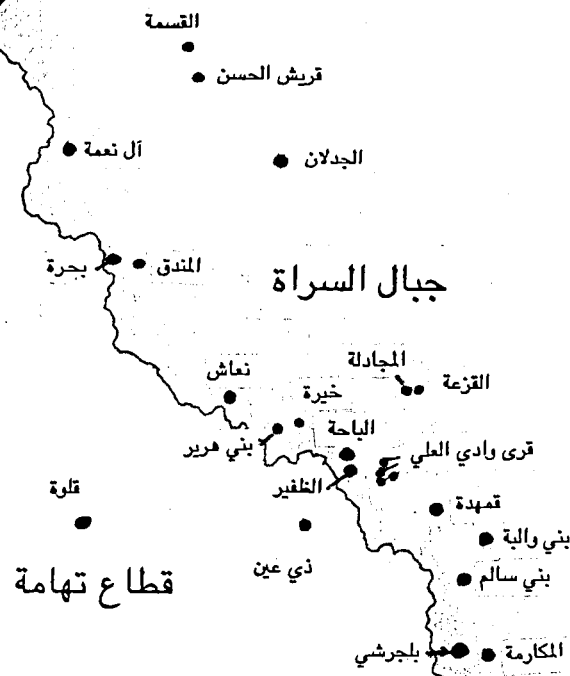 القسمة
قريش الحسن
آل نعمة
الجدلان
بحرة
المندق
جبال السراة
المجادلة
القزعة
نعاش
خيرة
الباحة
بني هرير
قرى وادي العلي
الظفير
قلوة
قمهدة
بني والبة
ذي عين
قطاع تهامة
بني سالم
بلجرشي
المكارمة